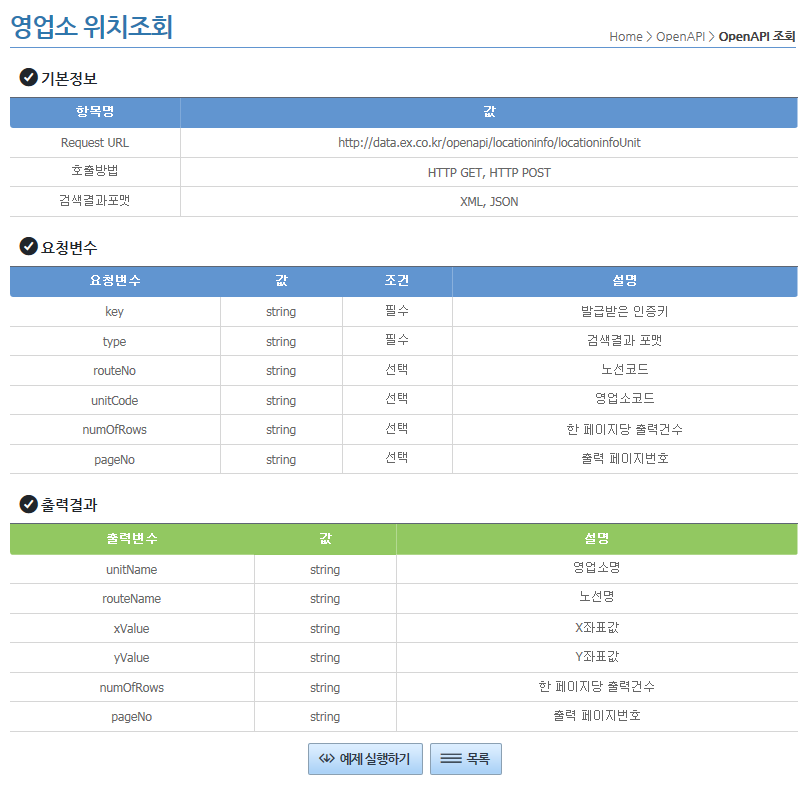 영업소 위치조회
Home > OpenAPI > OpenAPI 조회
기본정보
항목명 값
Request URL http://data.ex.co.kr/openapi/locationinfo/locationinfoUnit
호출방법 HTTP GET, HTTP POST
검색결과포맷 XML, JSON
요청변수
요청변수 값 조건 설명
key string 필수 발급받은 인증키
type string 필수 검색결과 포맷
routeNo string 선택 노선코드
unitCode string 선택 영업소코드
numOfRows string 선택 한 페이지당 출력건수
pageNo string 선택 출력 페이지번호
출력결과
출력변수 값 설명
unitName string 영업소명
routeName string 노선명
xValue string X좌표값
yValue string Y좌표값
numOfRows string 한 페이지당 출력건수
pageNo string 출력 페이지번호
예제 실행하기 목록